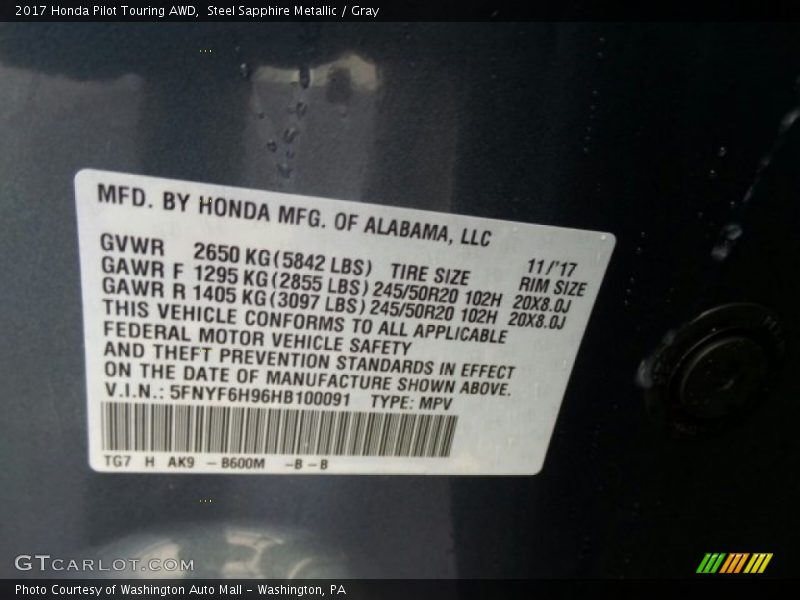 2017 Honda Pilot Touring AWD,  Steel Sapphire Metallic / Gray
MFD. BY HONDA MFG. OF ALABAMA, LLC
11/'17
GVWR 2650 KG(5842 LBS) TIRE SIZE RIM SIZE
GAWR F 1295 KG(2855 LBS) 245/50R20 102H 20X8.0J
GAWR R 1405 KG(3097 LBS) 245/50R20 102H 20X8.0J
THIS VEHICLE CONFORMS TO ALL APPLICABLE
FEDERAL MOTOR VEHICLE SAFETY
AND THEFT PREVENTION STANDARDS IN EFFECT
ON THE DATE OF MANUFACTURE SHOWN ABOVE.
V.I.N.: 5FNYF6H96HB100091 TYPE: MPV
TG7 H AK9 – B600M – B – B
GTCARLOT.COM
Photo Courtesy of Washington Auto Mall – Washington, PA